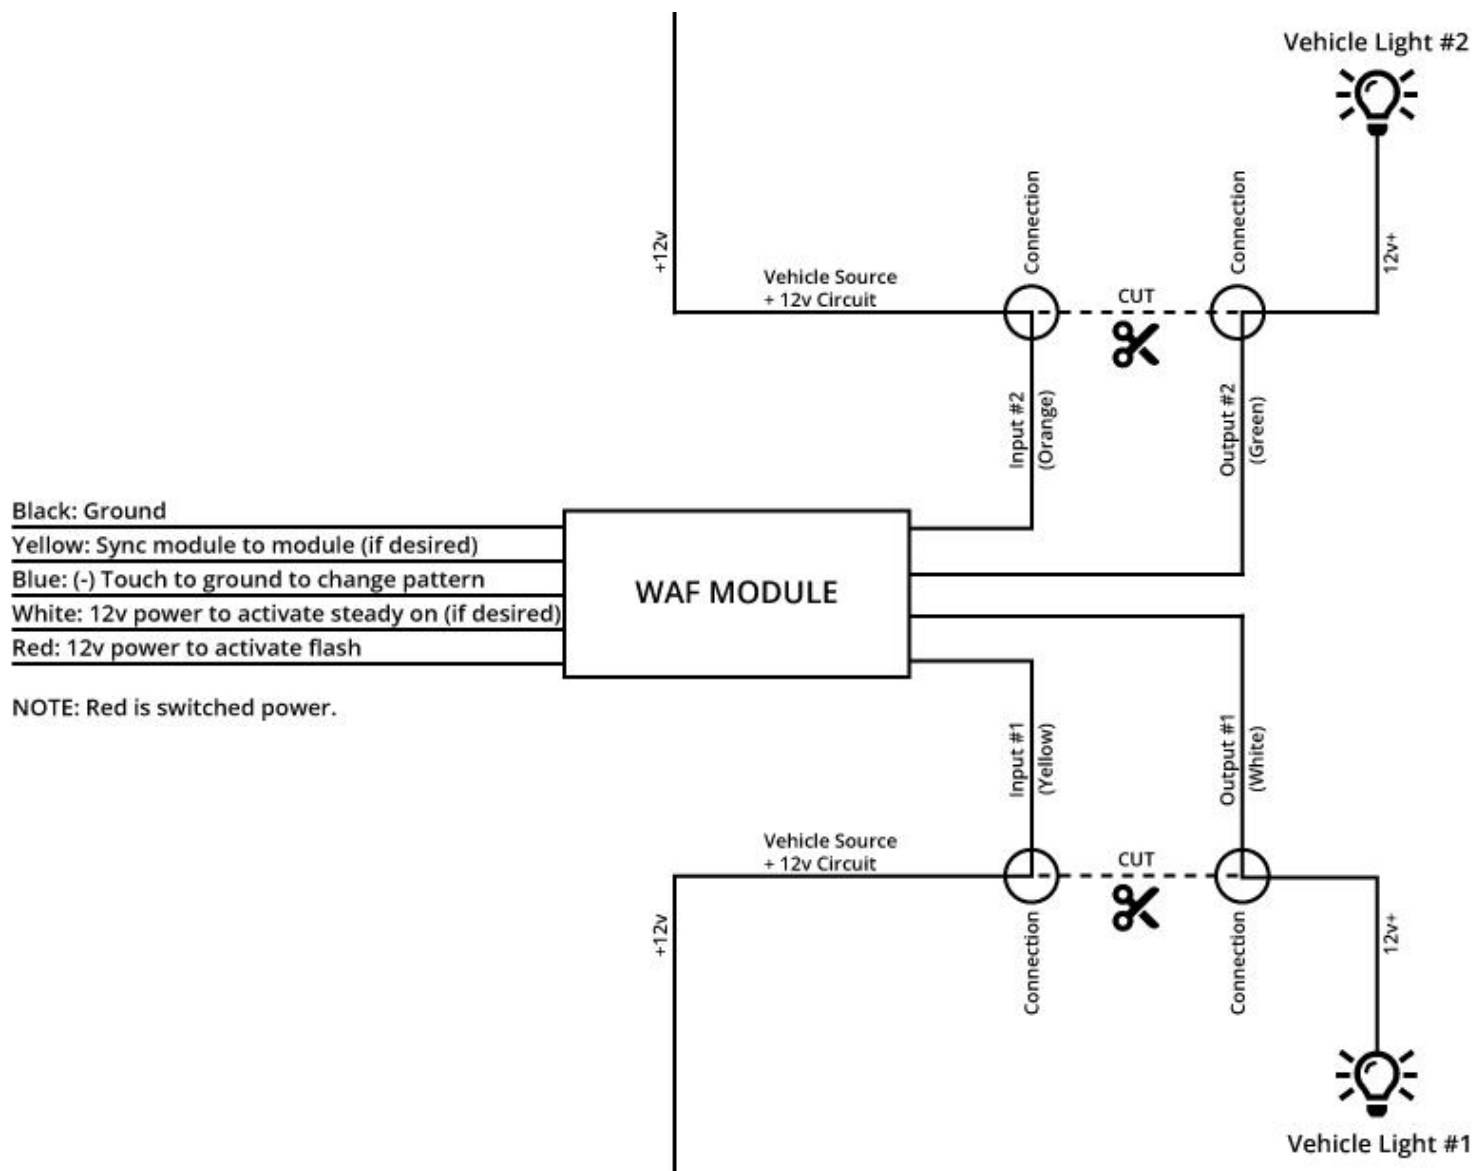 Vehicle Light #2
Connection
Connection
+12v
12v+
Vehicle Source
+ 12v Circuit
CUT
Input #2
(Orange)
Output #2
(Green)
Black: Ground
Yellow: Sync module to module (if desired)
Blue: (-) Touch to ground to change pattern
White: 12v power to activate steady on (if desired)
Red: 12v power to activate flash
NOTE: Red is switched power.
WAF MODULE
Input #1
(Yellow)
Output #1
(White)
Vehicle Source
+ 12v Circuit
CUT
+12v
Connection
Connection
12v+
Vehicle Light #1